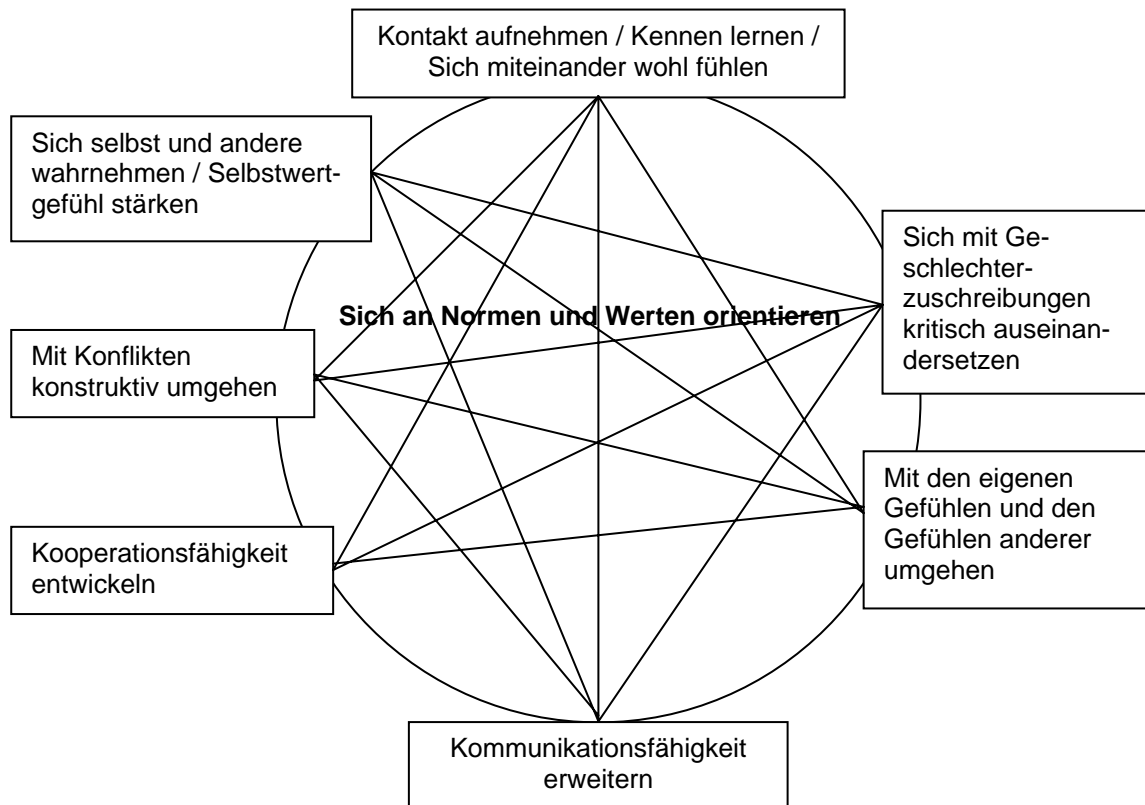 Kontakt aufnehmen / Kennen lernen /
Sich miteinander wohl fühlen
Sich selbst und andere
wahrnehmen / Selbstwert-
gefühl stärken
Sich mit Ge-
schlechter-
zuschreibungen
kritisch auseinan-
dersetzen
Sich an Normen und Werten orientieren
Mit Konflikten
konstruktiv umgehen
Mit den eigenen
Gefühlen und den
Gefühlen anderer
umgehen
Kooperationsfähigkeit
entwickeln
Kommunikationsfähigkeit
erweitern